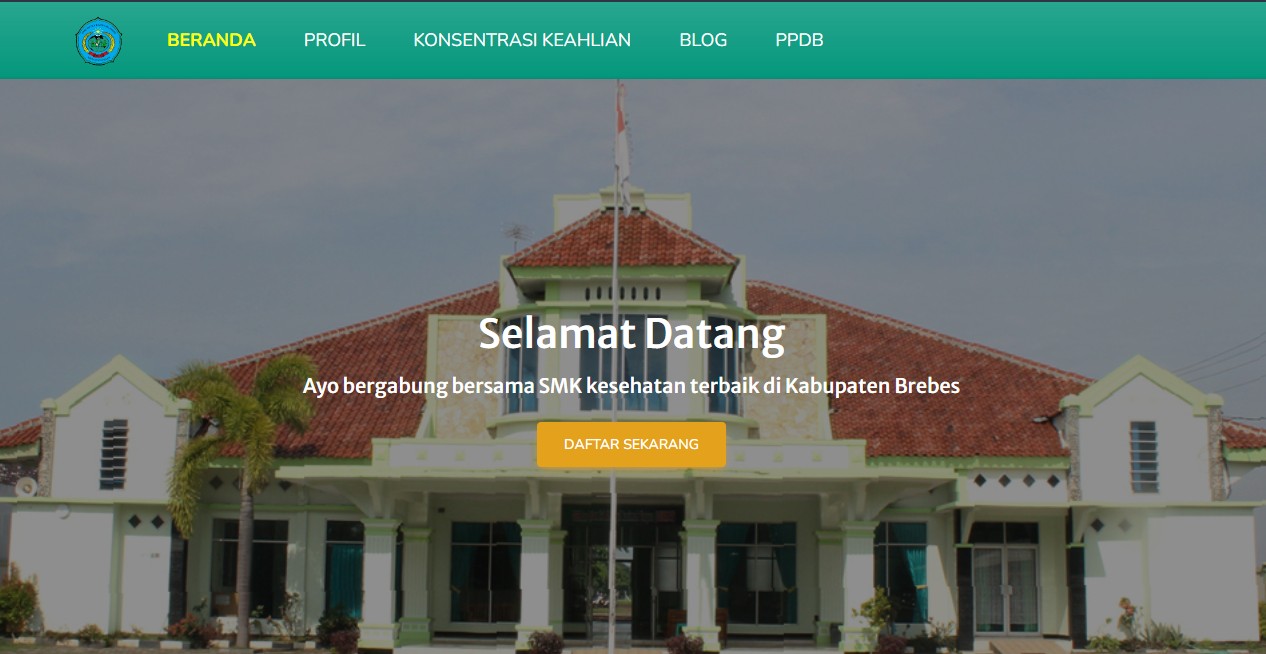 BERANDA PROFIL KONSENTRASI KEAHLIAN BLOG PPDB
Selamat Datang
Ayo bergabung bersama SMK kesehatan terbaik di Kabupaten Brebes
DAFTAR SEKARANG